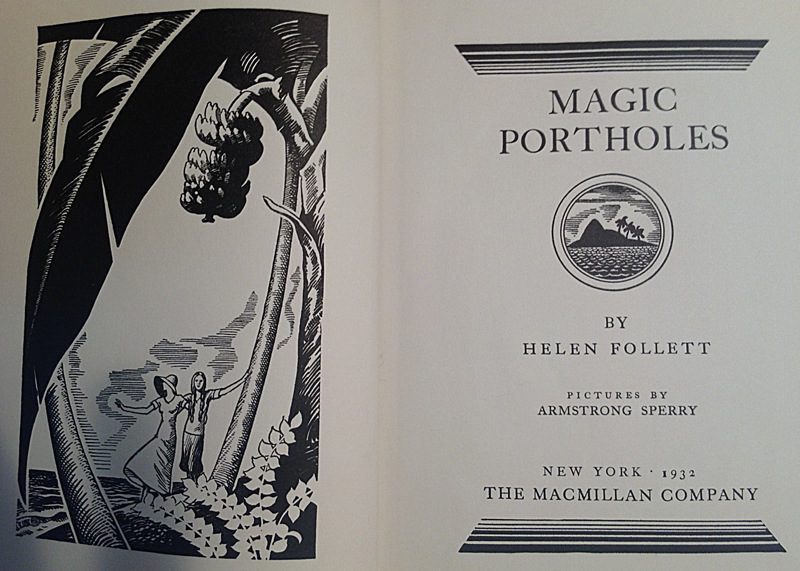 MAGIC
PORTHOLES
BY
HELEN FOLLETT
PICTURES BY
ARMSTRONG SPERRY
NEW YORK · 1932
THE MACMILLAN COMPANY